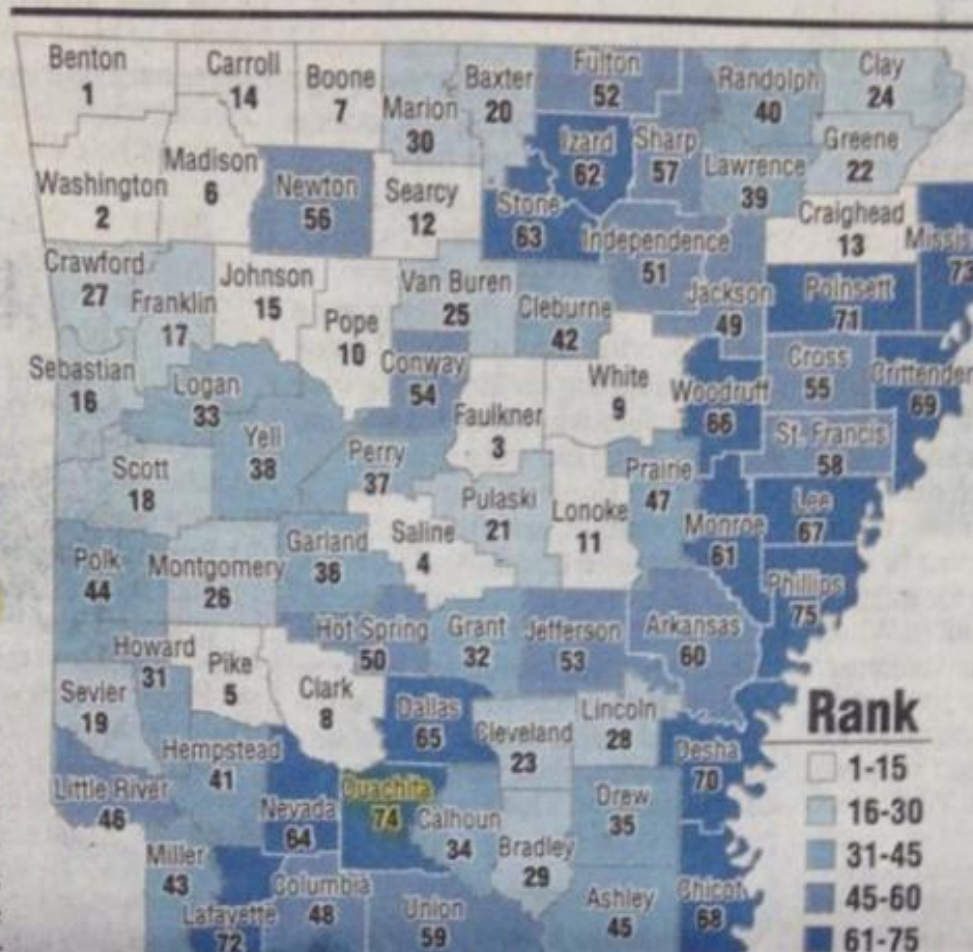 Benton
1
Carroll
14
Boone
7
Marion
30
Baxter
20
Fulton
52
Randolph
40
Clay
24
Washington
2
Madison
6
Newton
56
Searcy
12
Stone
63
Izard
62
Sharp
57
Lawrence
39
Greene
22
Craighead
13
Missis
73
Crawford
27
Franklin
17
Johnson
15
Pope
10
Van Buren
25
Cleburne
42
Independence
51
Jackson
49
Poinsett
71
Sebastian
16
Logan
33
Conway
54
Faulkner
3
White
9
Woodruff
66
Cross
55
Crittenden
69
Scott
18
Yell
38
Perry
37
Pulaski
21
Lonoke
11
Prairie
47
St. Francis
58
Lee
67
Monroe
61
Phillips
75
Polk
44
Montgomery
26
Garland
36
Saline
4
Hot Spring
50
Grant
32
Jefferson
53
Arkansas
60
Howard
31
Sevier
19
Pike
5
Clark
8
Dallas
65
Cleveland
23
Lincoln
28
Desha
70
Little River
46
Hempstead
41
Nevada
64
Ouachita
74
Calhoun
34
Bradley
29
Drew
35
Miller
43
Lafayette
72
Columbia
48
Union
59
Ashley
45
Chicot
68
Rank
1-15
16-30
31-45
45-60
61-75